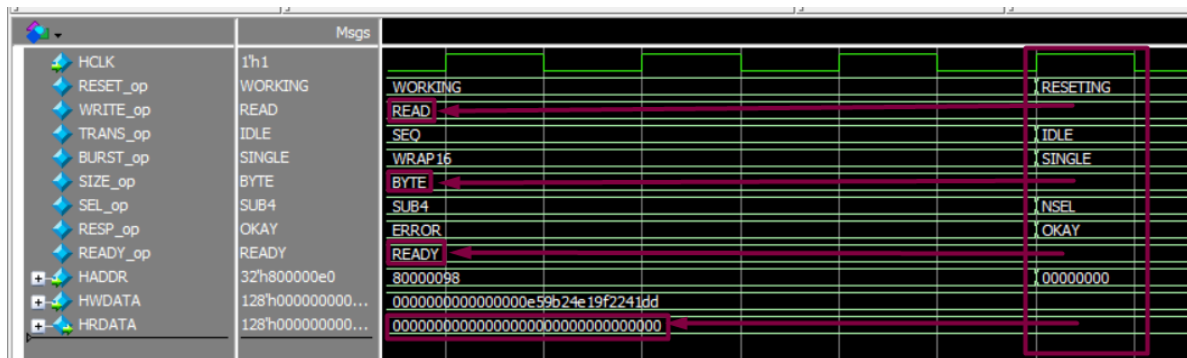 Msgs
HCLK 1'h1
RESET_op WORKING WORKING RESETING
WRITE_op READ READ
TRANS_op IDLE SEQ IDLE
BURST_op SINGLE WRAP16 SINGLE
SIZE_op BYTE BYTE
SEL_op SUB4 SUB4 NSEL
RESP_op OKAY ERROR OKAY
READY_op READY READY
HADDR 32'h800000e0 80000098 00000000
HWDATA 128'h000000000... 0000000000000000e59b24e19f2241dd
HRDATA 128'h000000000... 00000000000000000000000000000000